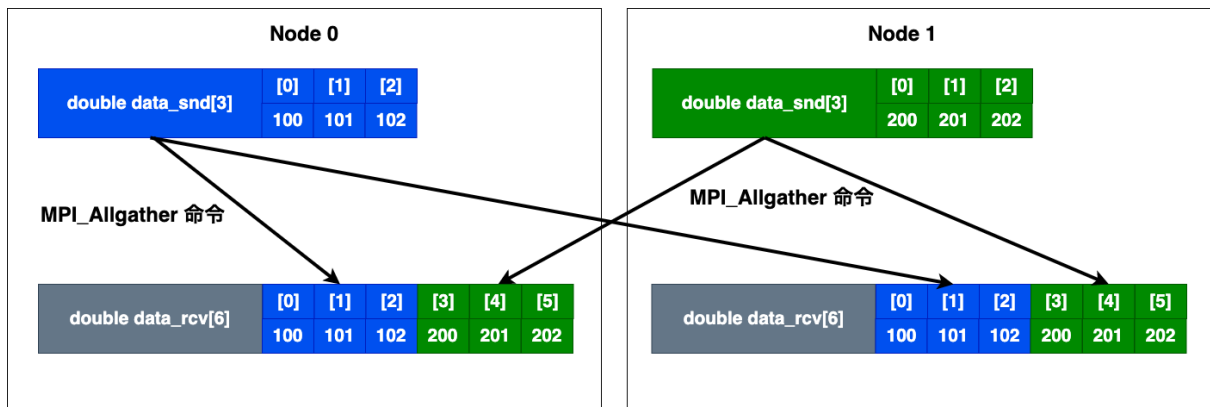 Node 0
double data_snd[3]
[0] [1] [2]
100 101 102
MPI_Allgather 命令
double data_rcv[6]
[0] [1] [2] [3] [4] [5]
100 101 102 200 201 202
Node 1
double data_snd[3]
[0] [1] [2]
200 201 202
MPI_Allgather 命令
double data_rcv[6]
[0] [1] [2] [3] [4] [5]
100 101 102 200 201 202